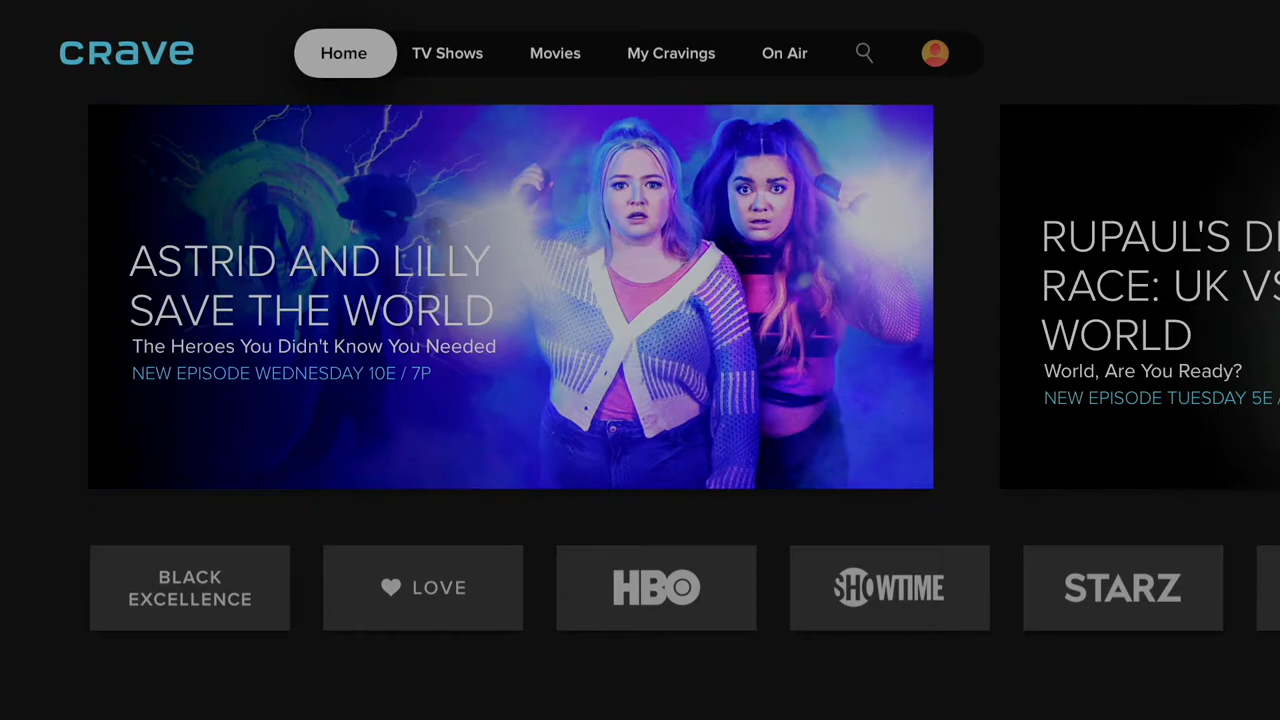 crave
Home
TV Shows
Movies
My Cravings
On Air
ASTRID AND LILLY
SAVE THE WORLD
The Heroes You Didn't Know You Needed
NEW EPISODE WEDNESDAY 10E / 7P
RUPAUL'S D
RACE: UK VS
WORLD
World, Are You Ready?
NEW EPISODE TUESDAY 5E /
BLACK
EXCELLENCE
LOVE
HBO
SHOWTIME
STARZ